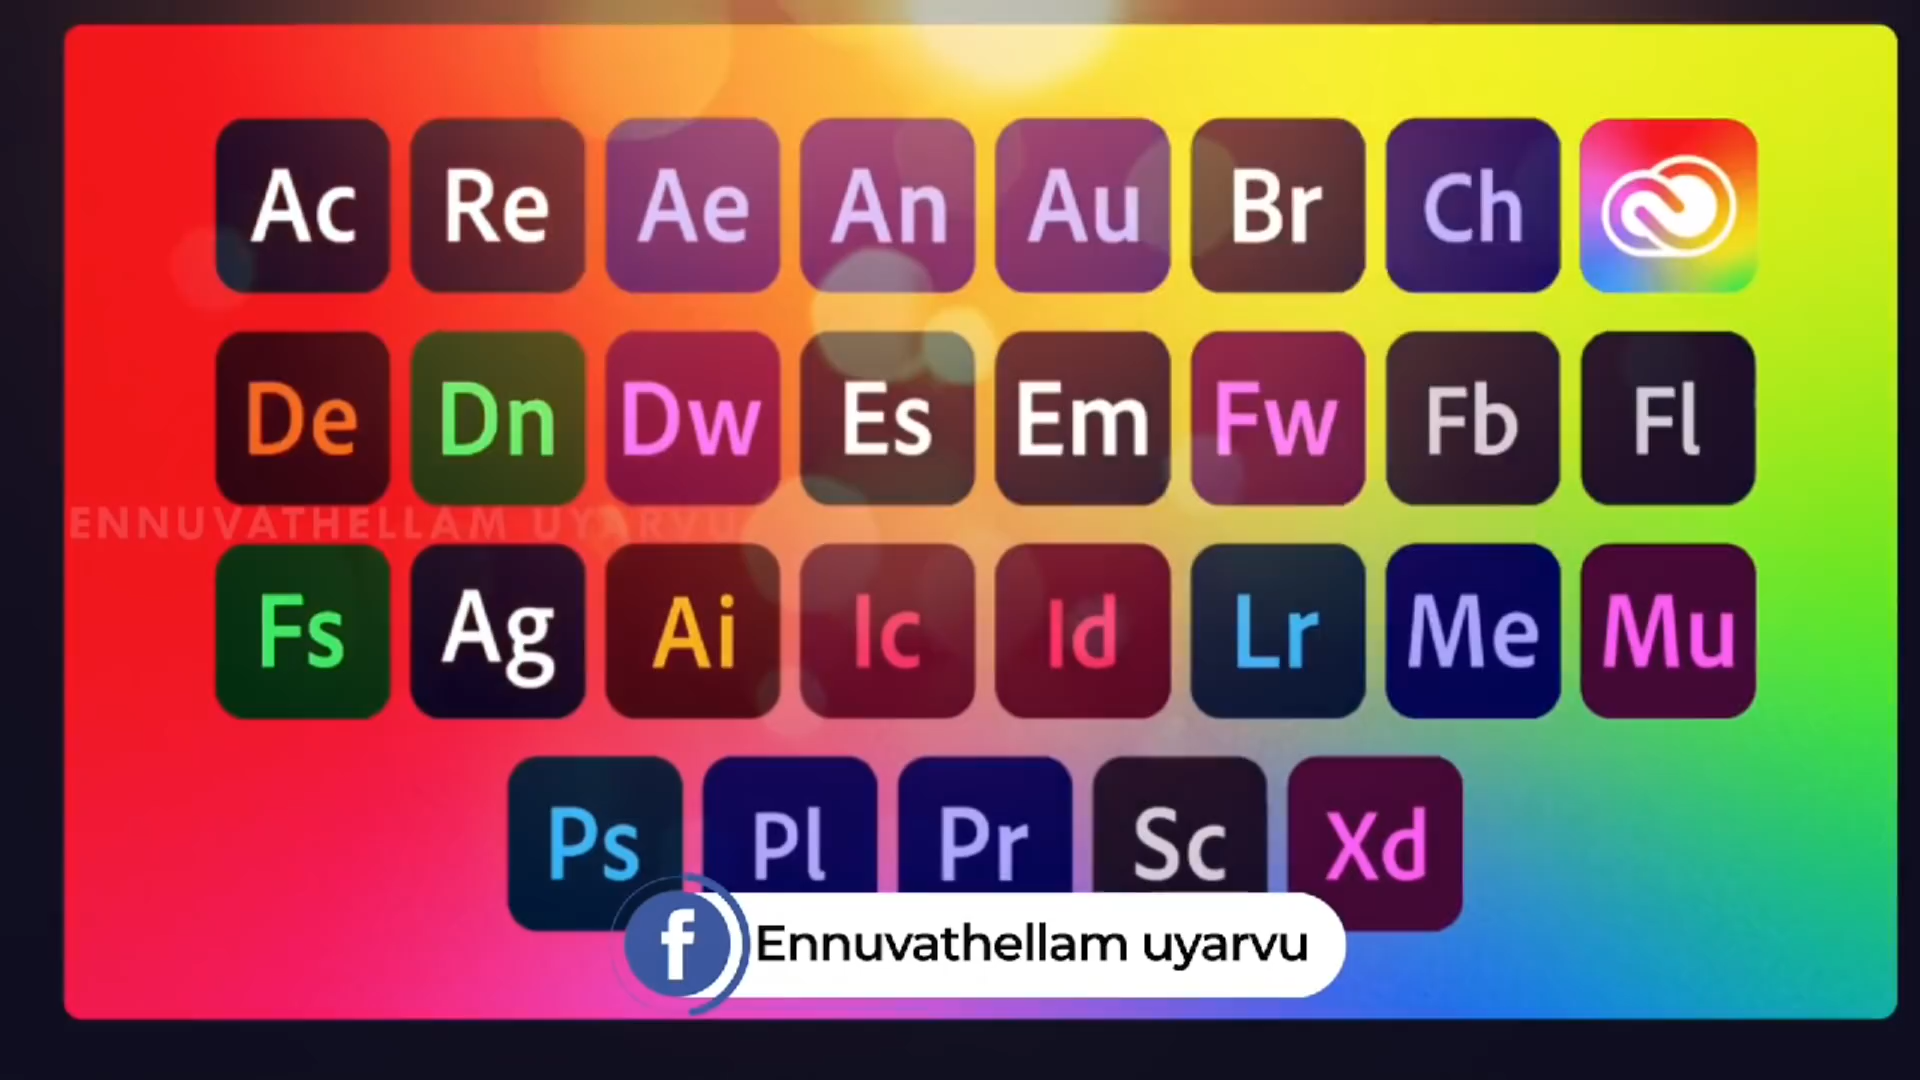 Ac Re Ae An Au Br Ch
De Dn Dw Es Em Fw Fb Fl
ENNUVATHELLAM UYARVU
Fs Ag Ai Ic Id Lr Me Mu
Ps Pl Pr Sc Xd
f Ennuvathellam uyarvu